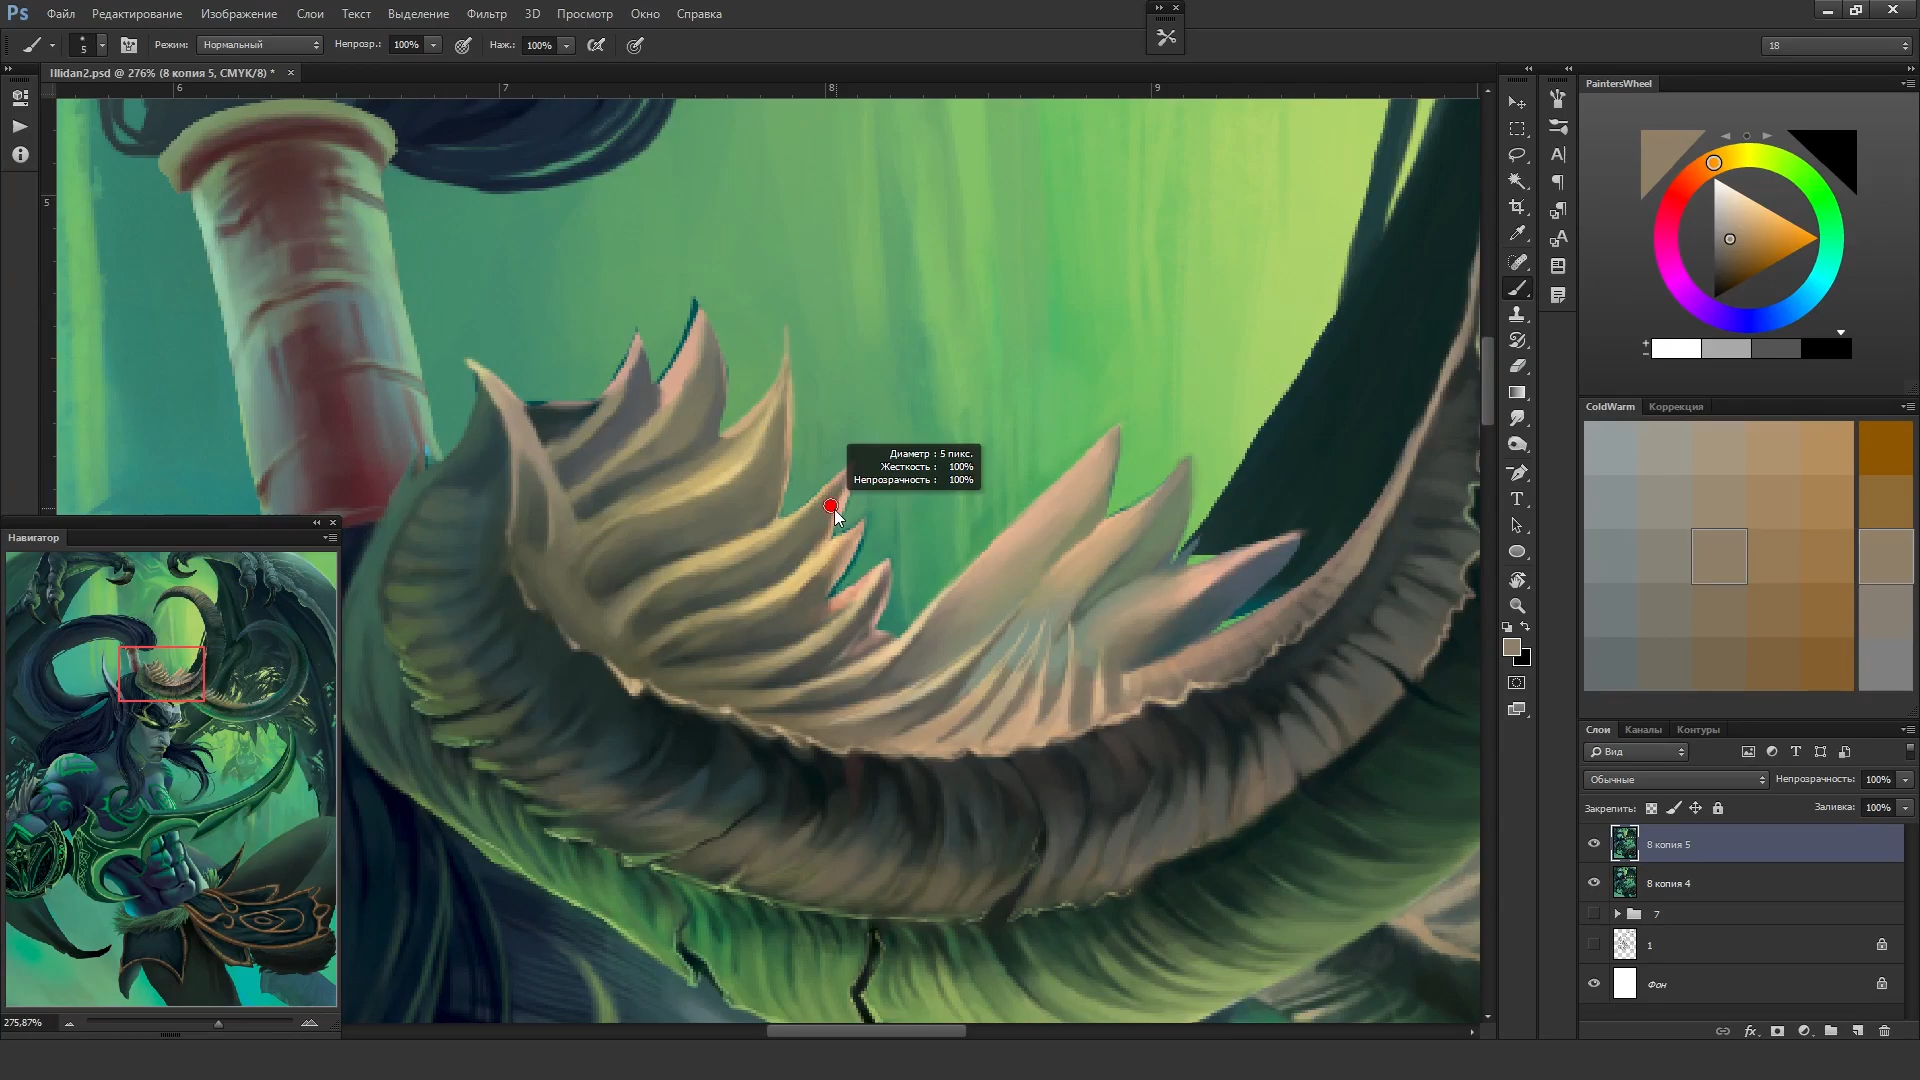 Ps Файл Редактирование Изображение Слои Текст Выделение Фильтр 3D Просмотр Окно Справка
5 Режим: Нормальный Непрозр.: 100% Наж.: 100% 18
Illidan2.psd @ 276% (8 копия 5, CMYK/8) *
6 7 8 9
5
PaintersWheel
Диаметр : 5 пикс.
Жесткость : 100%
Непрозрачность : 100%
ColdWarm Коррекция
Навигатор
275,87%
Слои Каналы Контуры
Вид
Обычные Непрозрачность: 100%
Закрепить: Заливка: 100%
8 копия 5
8 копия 4
7
1
Фон